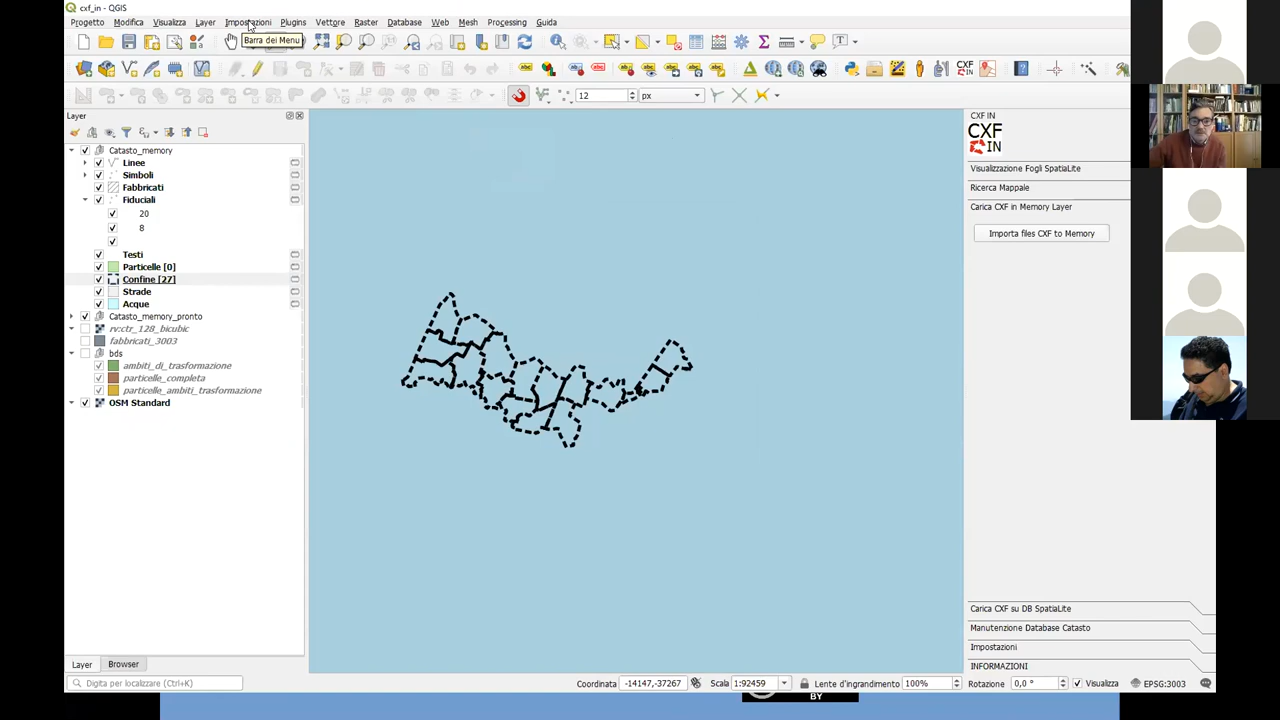 cxf_in - QGIS
Progetto Modifica Visualizza Layer Impostazioni Plugins Vettore Raster Database Web Mesh Processing Guida
Barra dei Menu
12 px
Layer
Catasto_memory
Linee
Simboli
Fabbricati
Fiduciali
20
8
Testi
Particelle [0]
Confine [27]
Strade
Acque
Catasto_memory_pronto
rv:ctr_128_bicubic
fabbricati_3003
bds
ambiti_di_trasformazione
particelle_completa
particelle_ambiti_trasformazione
OSM Standard
CXF IN
CXF
IN
Visualizzazione Fogli SpatiaLite
Ricerca Mappale
Carica CXF in Memory Layer
Importa files CXF to Memory
Carica CXF su DB SpatiaLite
Manutenzione Database Catasto
Impostazioni
INFORMAZIONI
Layer Browser
Digita per localizzare (Ctrl+K)
Coordinata -14147,-37267 Scala 1:92459 Lente d'ingrandimento 100% Rotazione 0,0 ° Visualizza EPSG:3003
BY